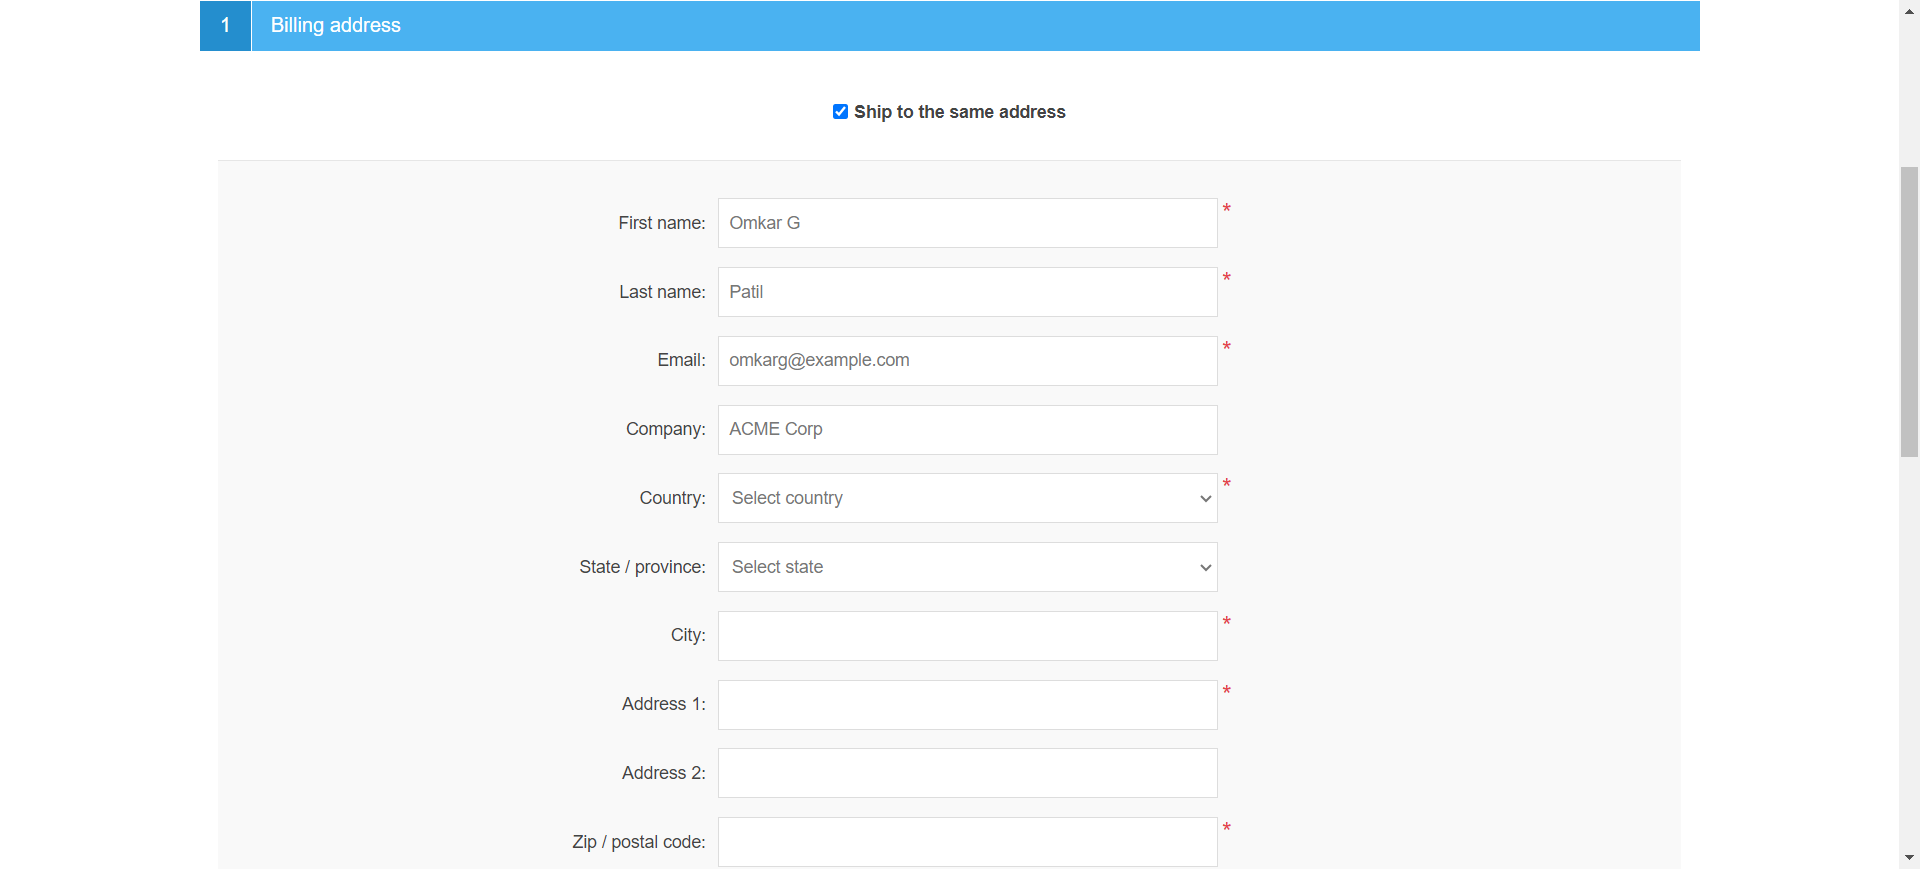 1 Billing address
Ship to the same address
First name: Omkar G *
Last name: Patil *
Email: omkarg@example.com *
Company: ACME Corp
Country: Select country *
State / province: Select state
City: *
Address 1: *
Address 2:
Zip / postal code: *